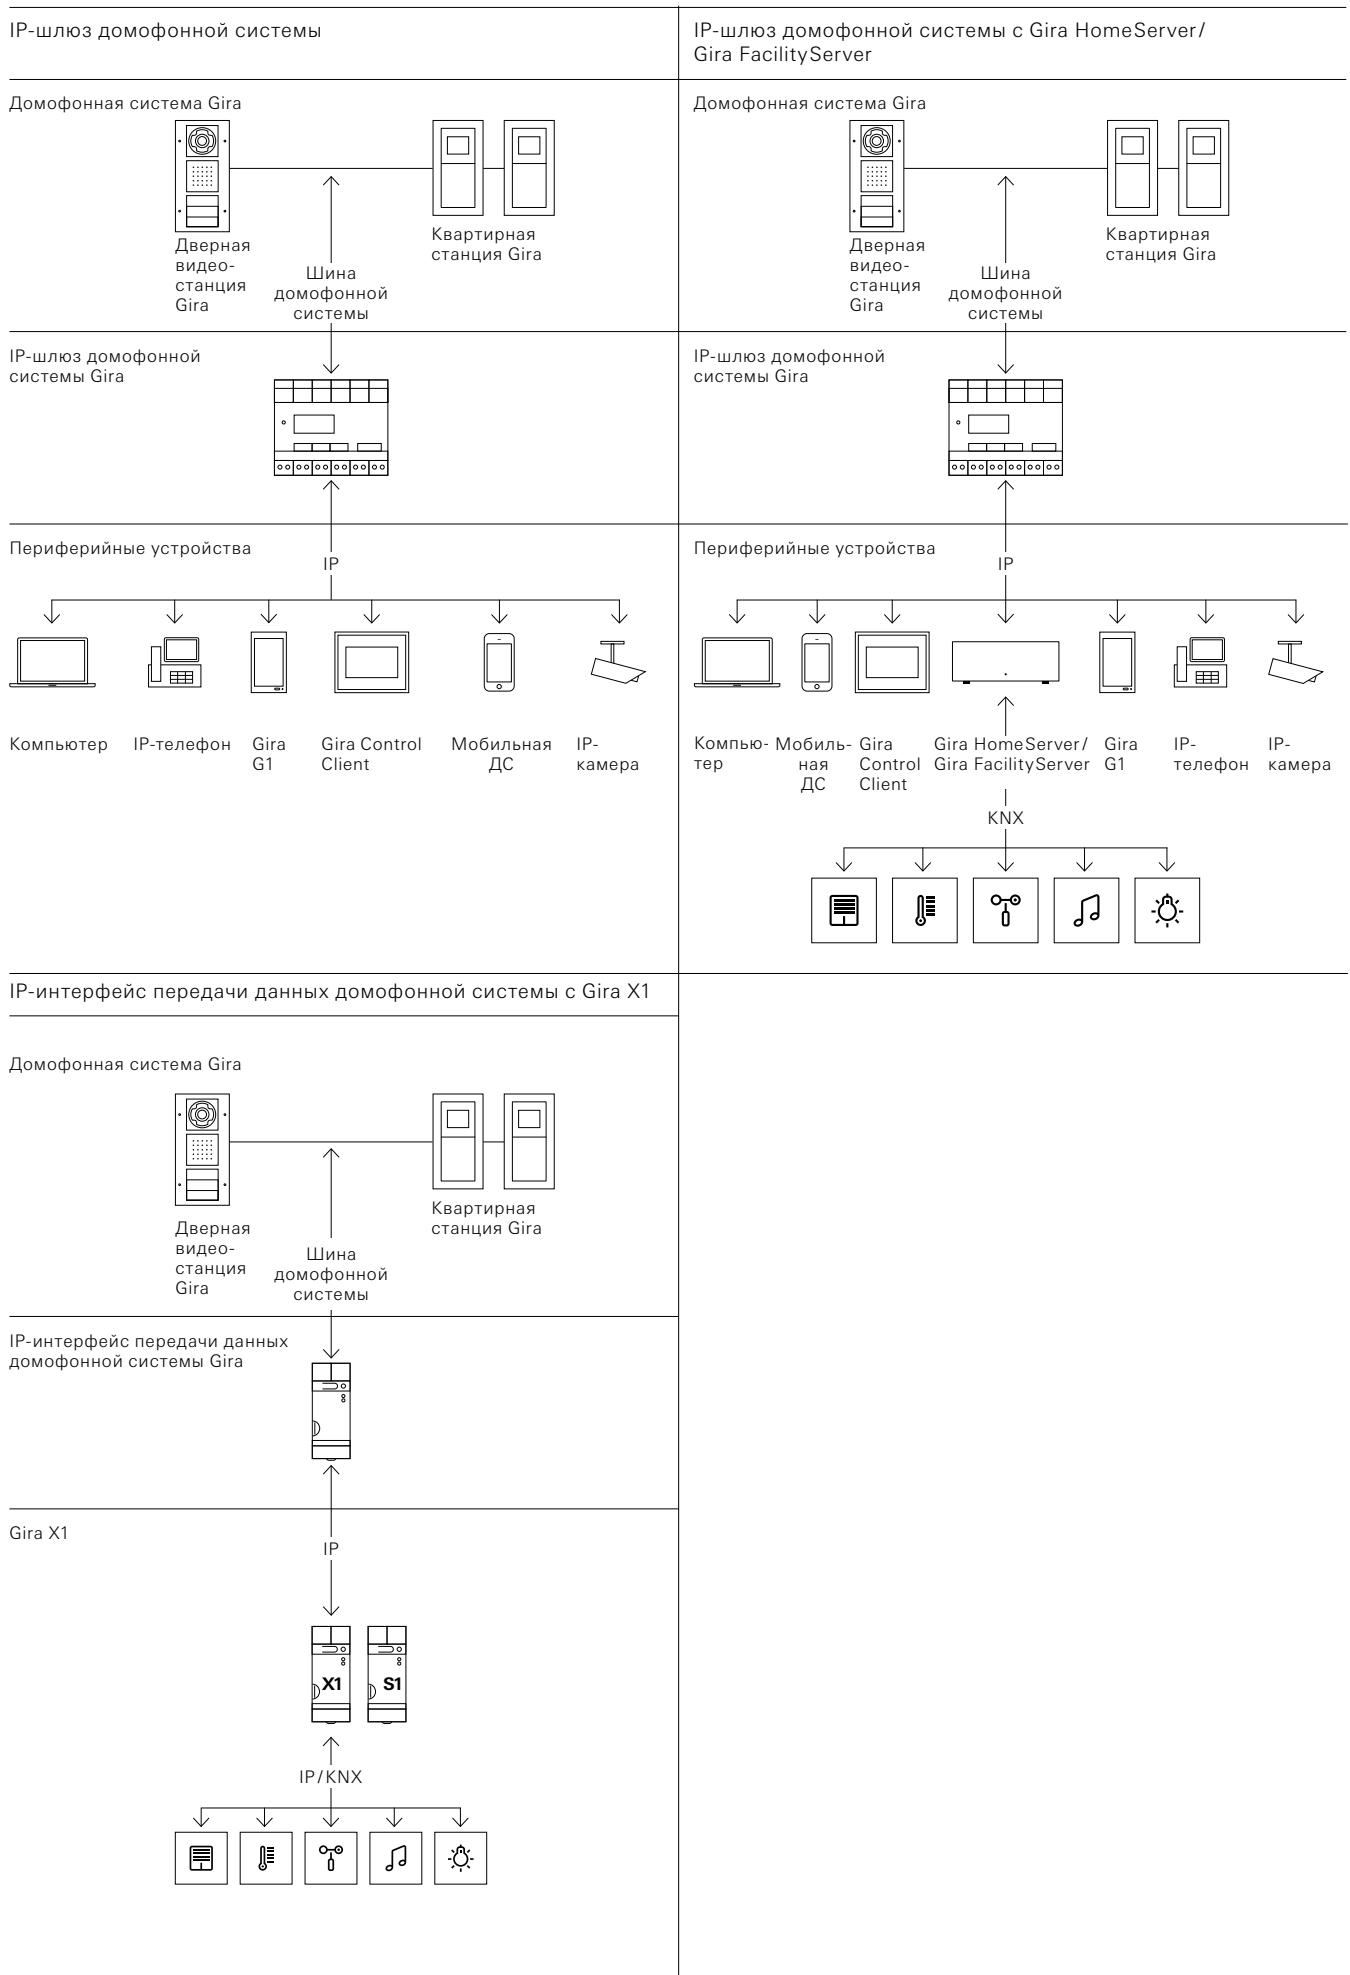 IP-шлюз домофонной системы
Домофонная система Gira
Дверная
видео-
станция
Gira
Шина
домофонной
системы
Квартирная
станция Gira
IP-шлюз домофонной
системы Gira
Периферийные устройства
IP
Компьютер
IP-телефон
Gira
G1
Gira Control
Client
Мобильная
ДС
IP-
камера
IP-шлюз домофонной системы с Gira HomeServer/
Gira FacilityServer
Домофонная система Gira
Дверная
видео-
станция
Gira
Шина
домофонной
системы
Квартирная
станция Gira
IP-шлюз домофонной
системы Gira
Периферийные устройства
IP
Компью-
тер
Мобиль-
ная
ДС
Gira
Control
Client
Gira HomeServer/
Gira FacilityServer
Gira
G1
IP-
телефон
IP-
камера
KNX
IP-интерфейс передачи данных домофонной системы с Gira X1
Домофонная система Gira
Дверная
видео-
станция
Gira
Шина
домофонной
системы
Квартирная
станция Gira
IP-интерфейс передачи данных
домофонной системы Gira
Gira X1
IP
X1
S1
IP/KNX